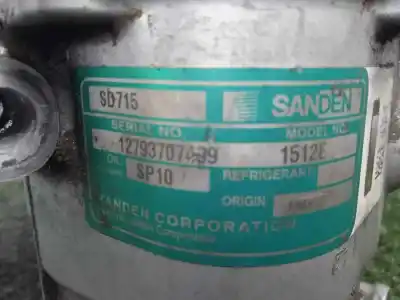 SD715
SANDEN
SERIAL NO.
MODEL NO.
12793707499
1512E
OIL
SP10
REFRIGERANT
ORIGIN
SANDEN CORPORATION